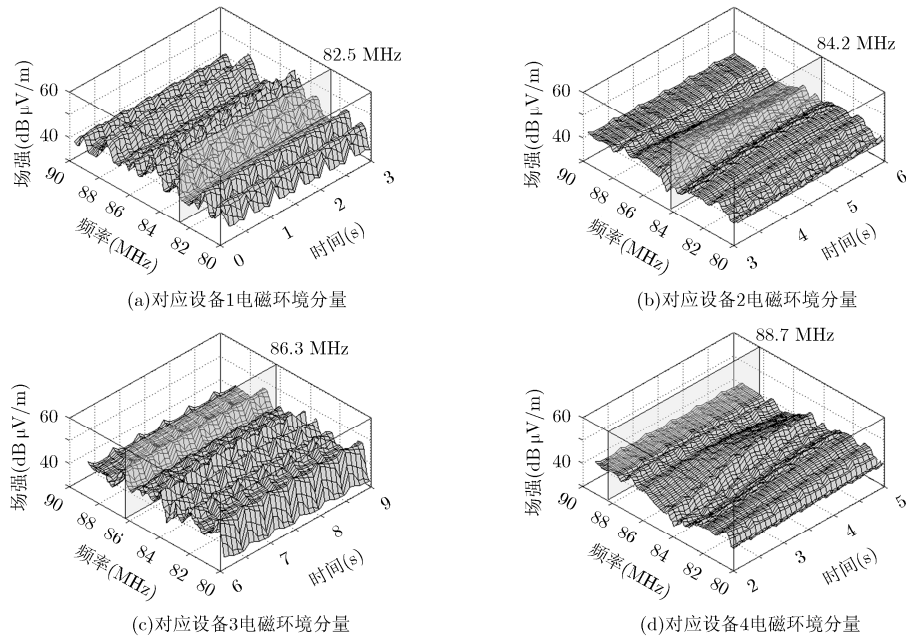 82.5 MHz
场强(dB μV/m)
60
40
90
88
86
84
82
80
频率(MHz)
0
1
2
3
时间(s)
(a)对应设备1电磁环境分量
84.2 MHz
场强(dB μV/m)
60
40
90
88
86
84
82
80
频率(MHz)
3
4
5
6
时间(s)
(b)对应设备2电磁环境分量
86.3 MHz
场强(dB μV/m)
60
40
90
88
86
84
82
80
频率(MHz)
6
7
8
9
时间(s)
(c)对应设备3电磁环境分量
88.7 MHz
场强(dB μV/m)
60
40
90
88
86
84
82
80
频率(MHz)
2
3
4
5
时间(s)
(d)对应设备4电磁环境分量